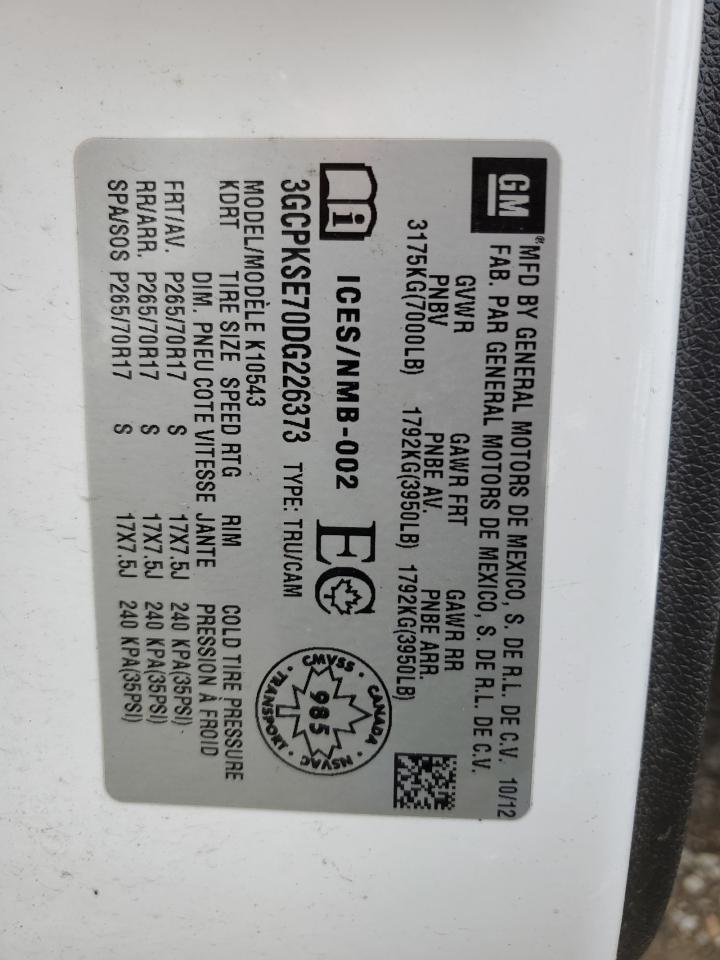 GM
MFD BY GENERAL MOTORS DE MEXICO, S. DE R.L. DE C.V. 10/12
FAB. PAR GENERAL MOTORS DE MEXICO, S. DE R.L. DE C.V.
GVWR GAWR FRT GAWR RR
PNBV PNBE AV. PNBE ARR.
3175KG(7000LB) 1792KG(3950LB) 1792KG(3950LB)
i ICES/NMB-002 EC
CMVSS · CANADA · NSVAC · TRANSPORT ·
985
3GCPKSE70DG226373 TYPE: TRU/CAM
MODEL/MODÈLE K10543
KDRT TIRE SIZE SPEED RTG RIM COLD TIRE PRESSURE
DIM. PNEU COTE VITESSE JANTE PRESSION À FROID
FRT/AV. P265/70R17 S 17X7.5J 240 KPA(35PSI)
RR/ARR. P265/70R17 S 17X7.5J 240 KPA(35PSI)
SPA/SOS P265/70R17 S 17X7.5J 240 KPA(35PSI)